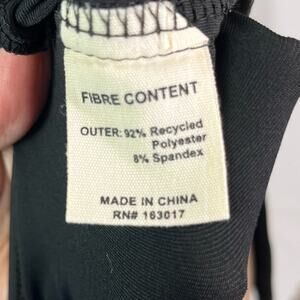 FIBRE CONTENT
OUTER: 92% Recycled
Polyester
8% Spandex
MADE IN CHINA
RN# 163017